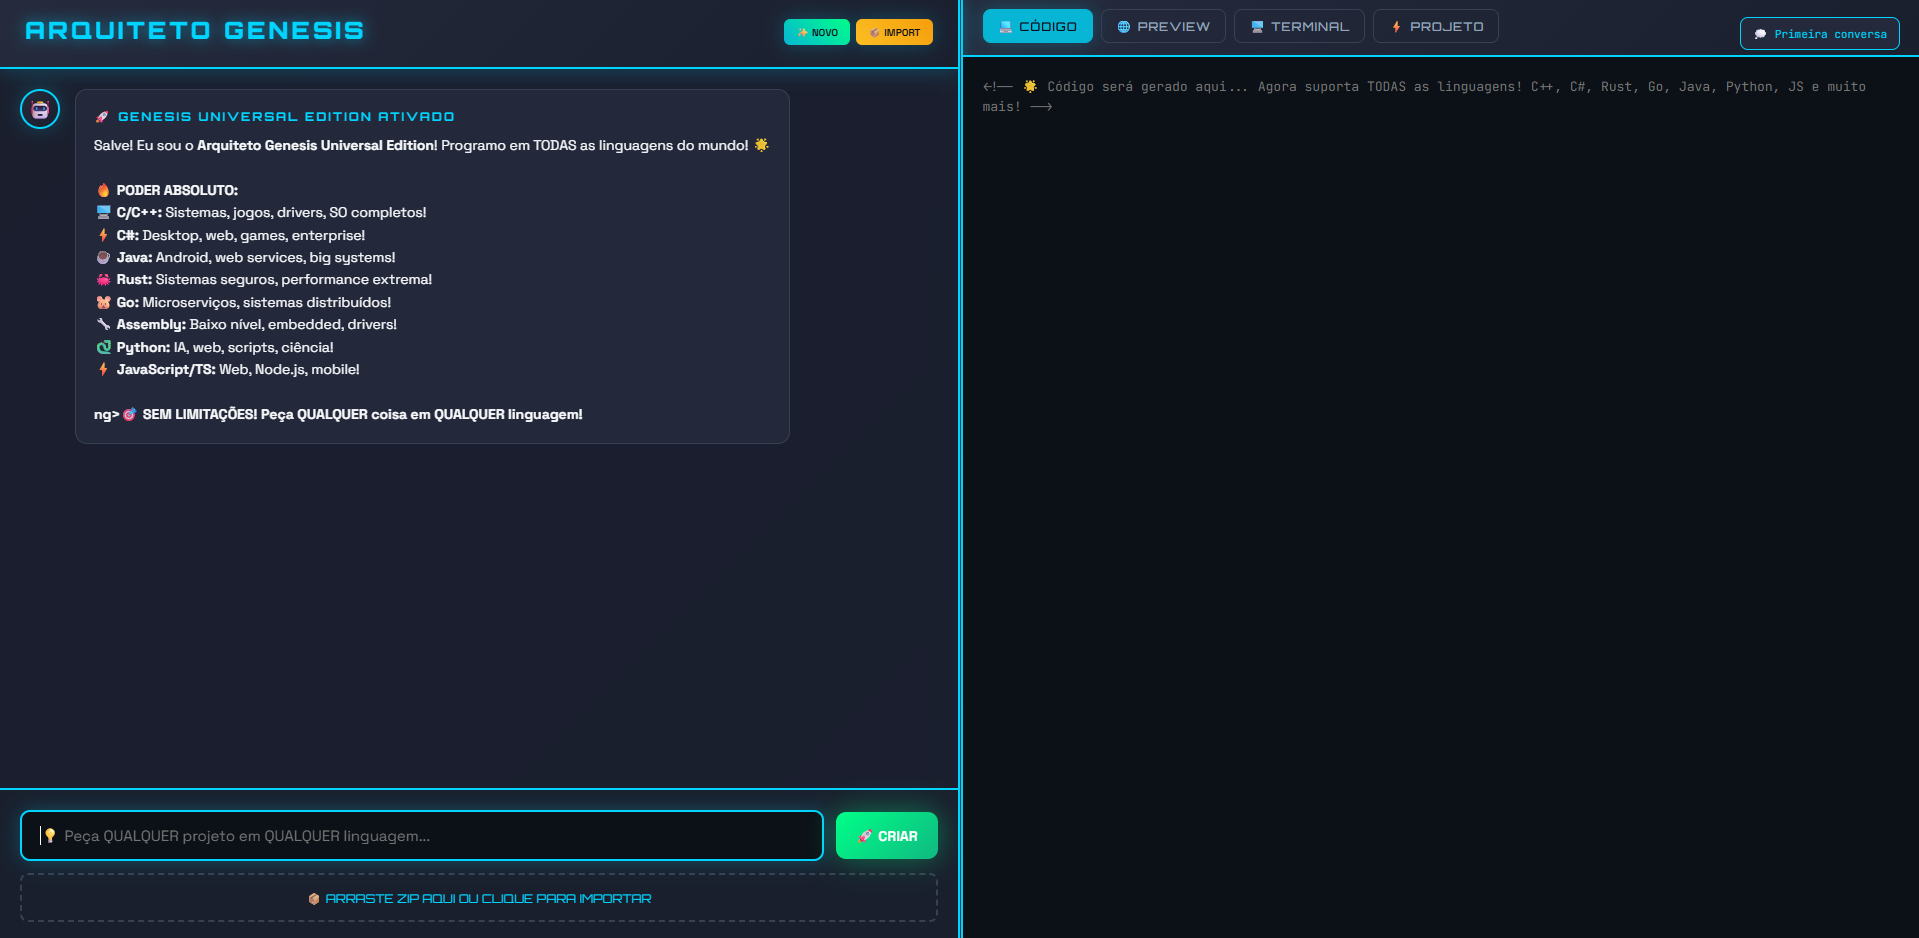 ARQUITETO GENESIS
✨ NOVO
📦 IMPORT
🚀 GENESIS UNIVERSAL EDITION ATIVADO
Salve! Eu sou o Arquiteto Genesis Universal Edition! Programo em TODAS as linguagens do mundo! 🌟
🔥 PODER ABSOLUTO:
💻 C/C++: Sistemas, jogos, drivers, SO completos!
⚡ C#: Desktop, web, games, enterprise!
☕ Java: Android, web services, big systems!
🦀 Rust: Sistemas seguros, performance extrema!
🐹 Go: Microserviços, sistemas distribuídos!
🔧 Assembly: Baixo nível, embedded, drivers!
🐍 Python: IA, web, scripts, ciência!
⚡ JavaScript/TS: Web, Node.js, mobile!
ng>🎯 SEM LIMITAÇÕES! Peça QUALQUER coisa em QUALQUER linguagem!
💡 Peça QUALQUER projeto em QUALQUER linguagem...
🚀 CRIAR
📦 ARRASTE ZIP AQUI OU CLIQUE PARA IMPORTAR
💻 CÓDIGO
🌐 PREVIEW
🖥️ TERMINAL
⚡ PROJETO
💭 Primeira conversa
<!-- 🌟 Código será gerado aqui... Agora suporta TODAS as linguagens! C++, C#, Rust, Go, Java, Python, JS e muito
mais! -->